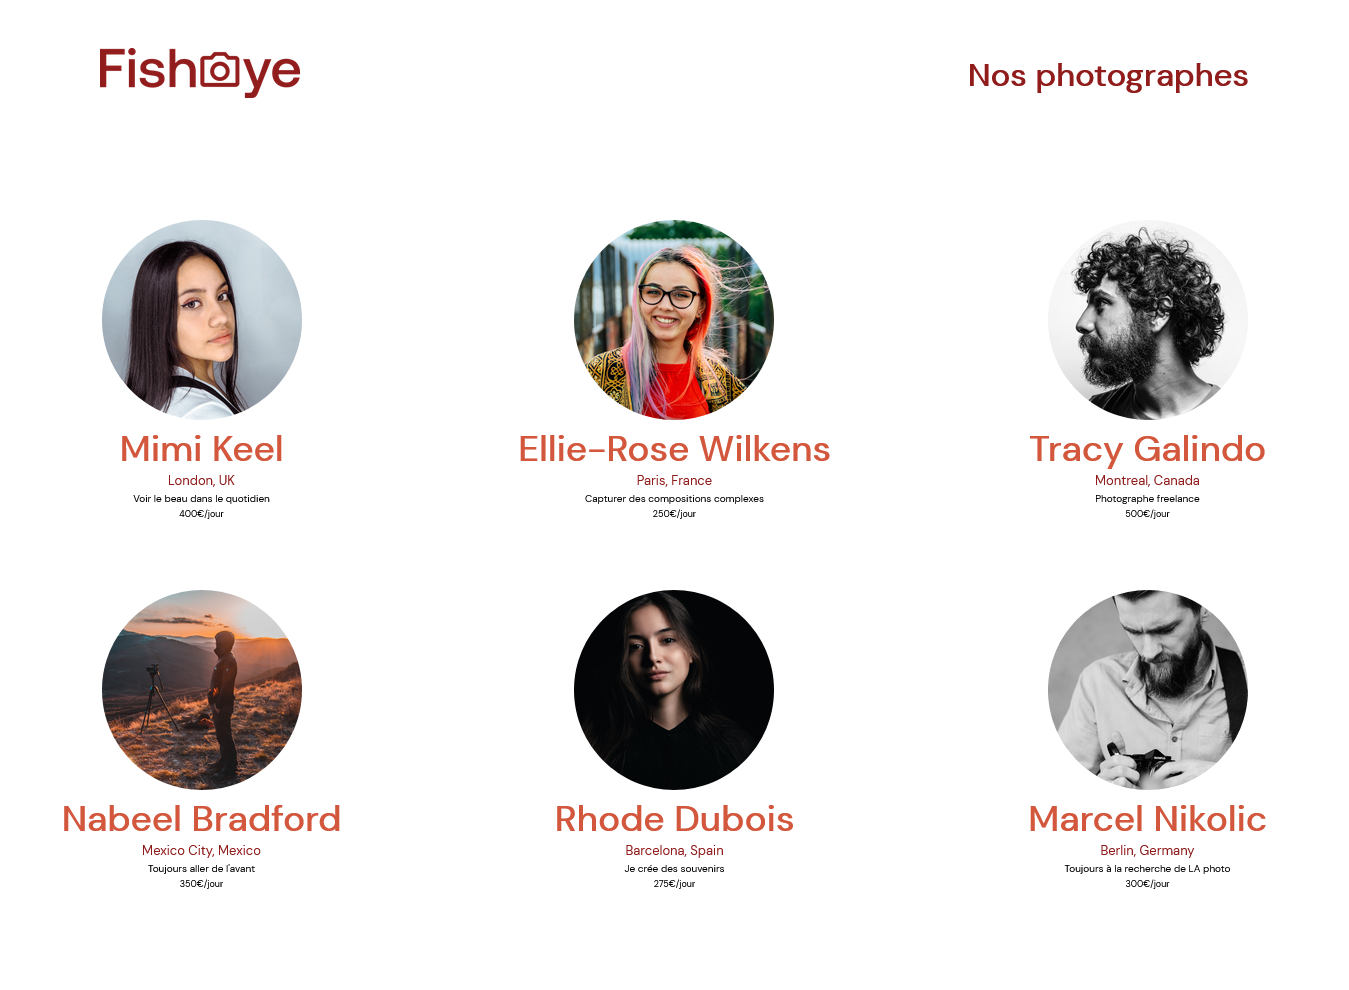 Fisheye
Nos photographes
Mimi Keel
London, UK
Voir le beau dans le quotidien
400€/jour
Ellie-Rose Wilkens
Paris, France
Capturer des compositions complexes
250€/jour
Tracy Galindo
Montreal, Canada
Photographe freelance
500€/jour
Nabeel Bradford
Mexico City, Mexico
Toujours aller de l'avant
350€/jour
Rhode Dubois
Barcelona, Spain
Je crée des souvenirs
275€/jour
Marcel Nikolic
Berlin, Germany
Toujours à la recherche de LA photo
300€/jour